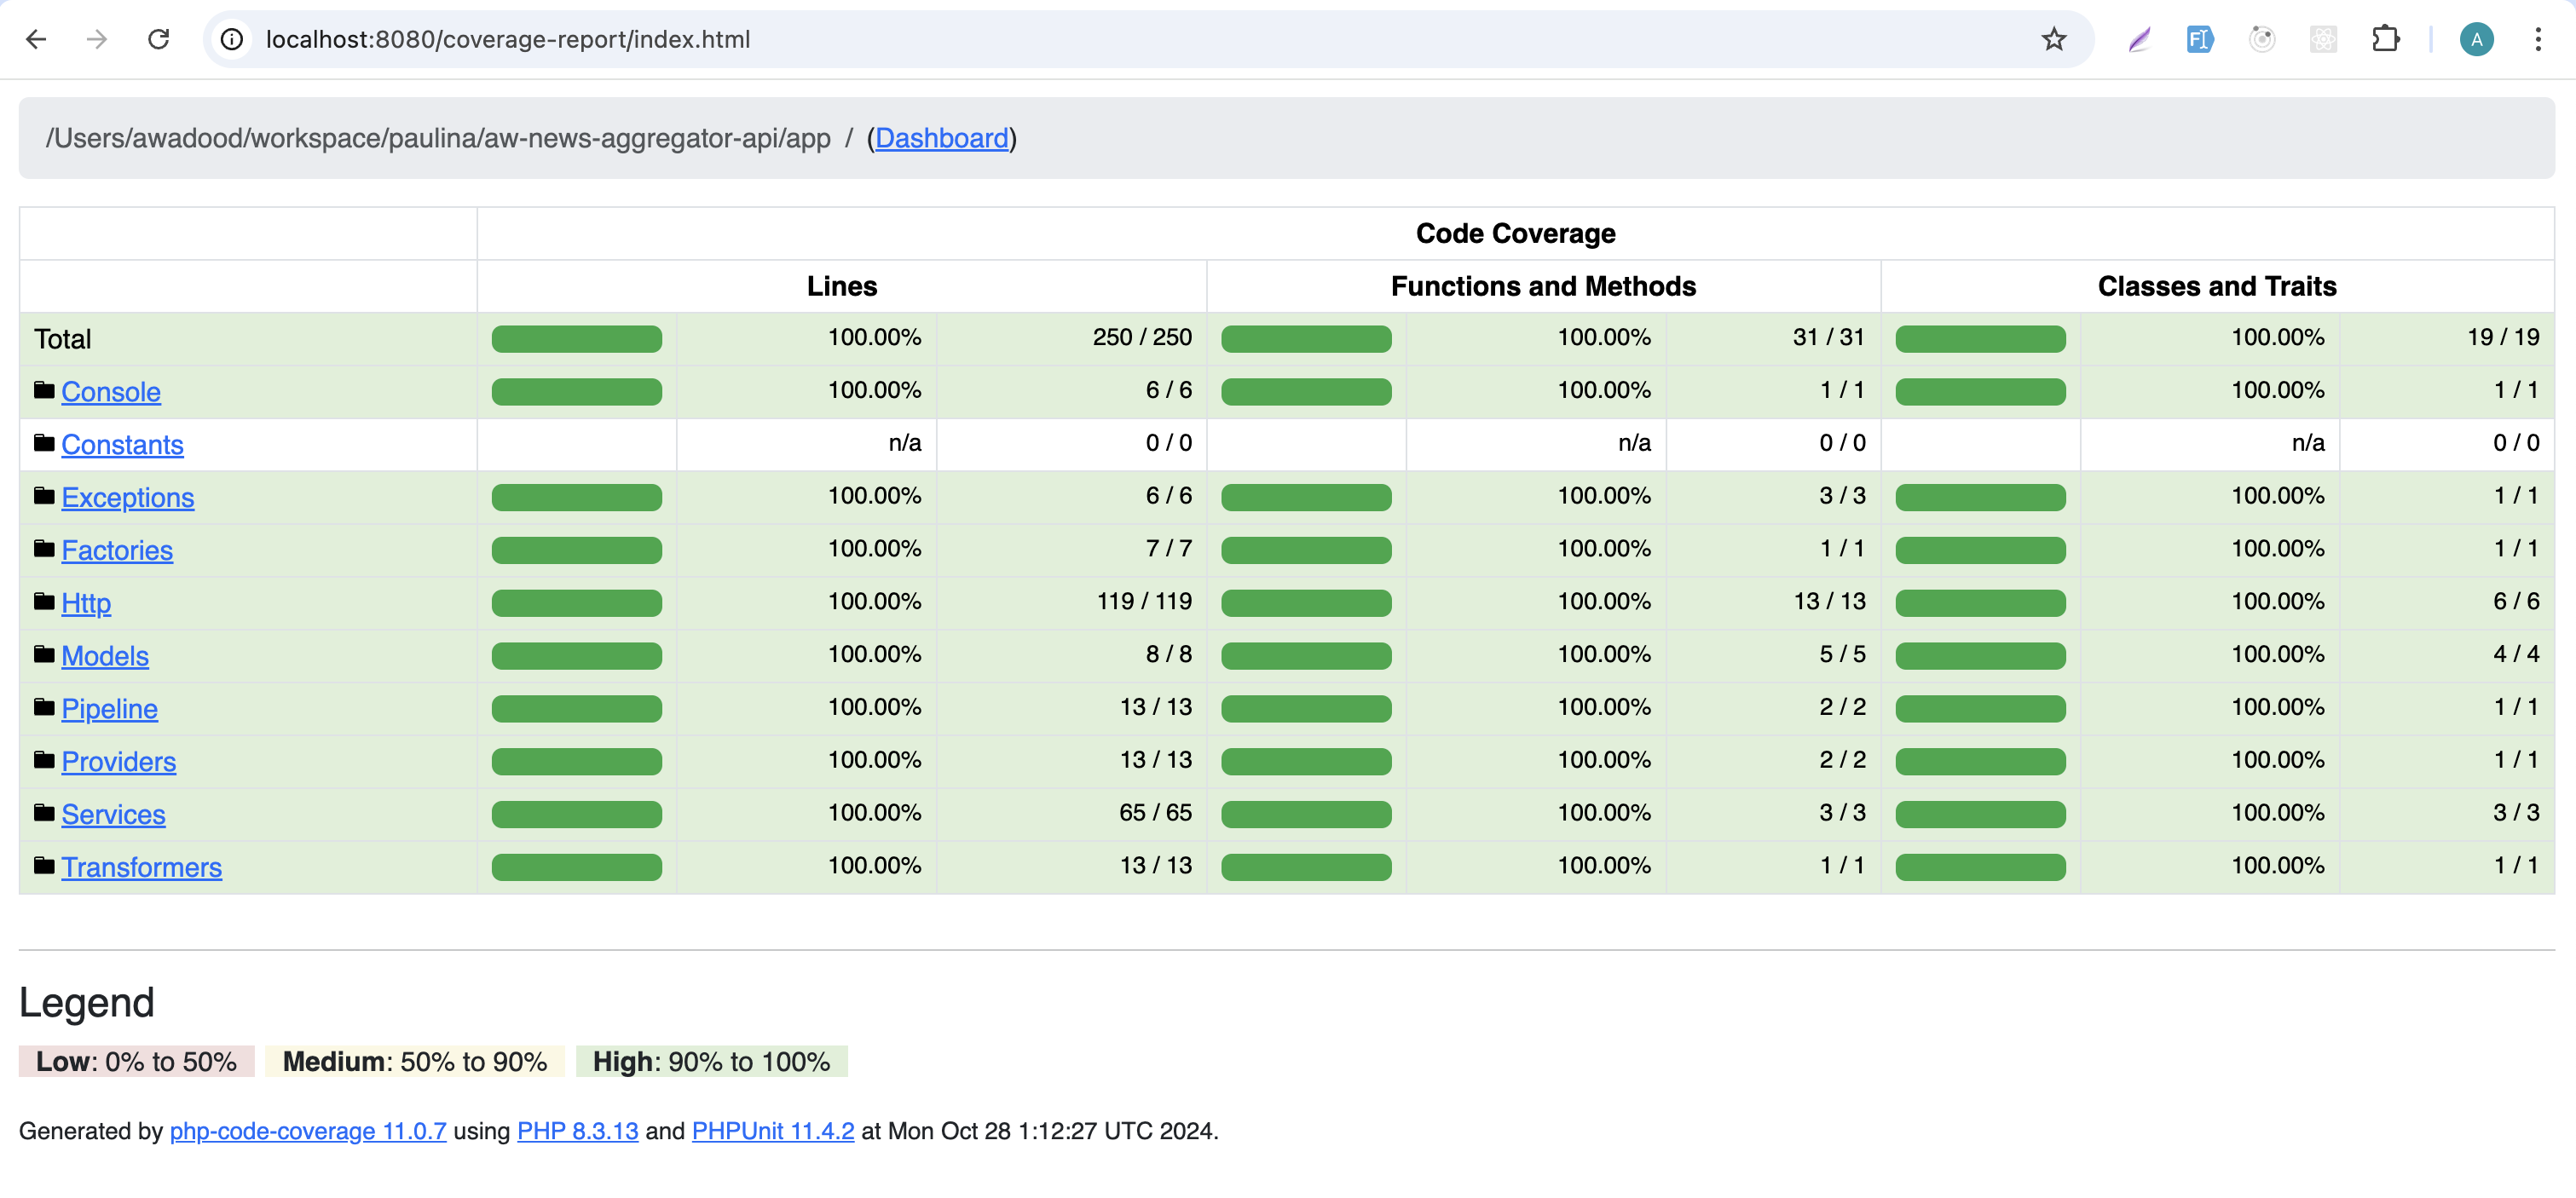 localhost:8080/coverage-report/index.html
A
/Users/awadood/workspace/paulina/aw-news-aggregator-api/app / (Dashboard)
Code Coverage
Lines Functions and Methods Classes and Traits
Total 100.00% 250 / 250 100.00% 31 / 31 100.00% 19 / 19
Console 100.00% 6 / 6 100.00% 1 / 1 100.00% 1 / 1
Constants n/a 0 / 0 n/a 0 / 0 n/a 0 / 0
Exceptions 100.00% 6 / 6 100.00% 3 / 3 100.00% 1 / 1
Factories 100.00% 7 / 7 100.00% 1 / 1 100.00% 1 / 1
Http 100.00% 119 / 119 100.00% 13 / 13 100.00% 6 / 6
Models 100.00% 8 / 8 100.00% 5 / 5 100.00% 4 / 4
Pipeline 100.00% 13 / 13 100.00% 2 / 2 100.00% 1 / 1
Providers 100.00% 13 / 13 100.00% 2 / 2 100.00% 1 / 1
Services 100.00% 65 / 65 100.00% 3 / 3 100.00% 3 / 3
Transformers 100.00% 13 / 13 100.00% 1 / 1 100.00% 1 / 1
Legend
Low: 0% to 50% Medium: 50% to 90% High: 90% to 100%
Generated by php-code-coverage 11.0.7 using PHP 8.3.13 and PHPUnit 11.4.2 at Mon Oct 28 1:12:27 UTC 2024.